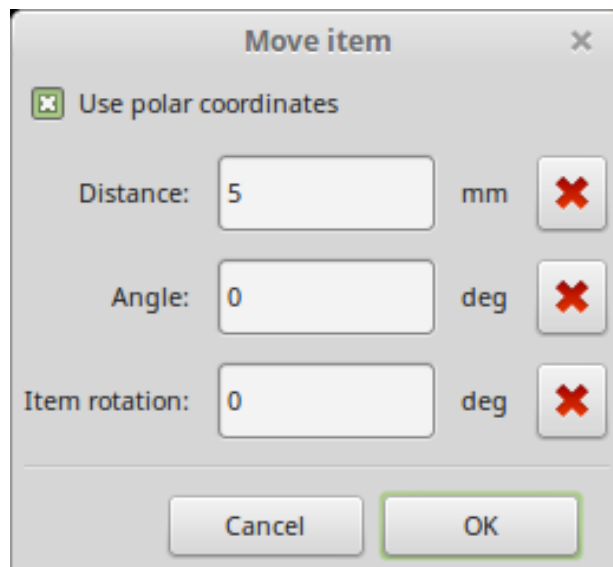 Move item
Use polar coordinates
Distance: 5 mm
Angle: 0 deg
Item rotation: 0 deg
Cancel OK